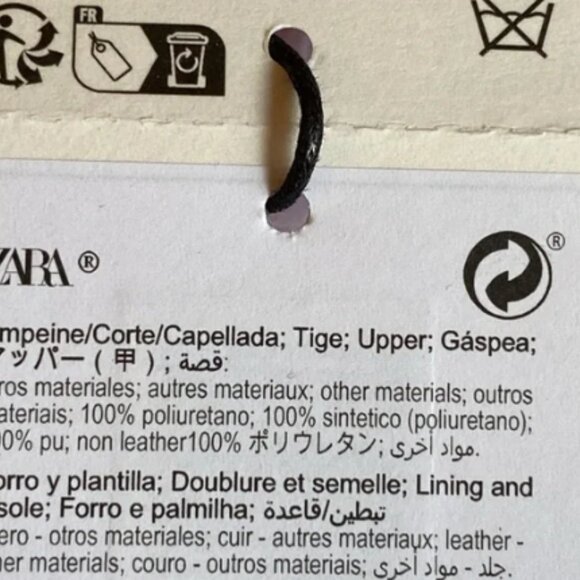 FR
ZARA ®
®
mpeine/Corte/Capellada; Tige; Upper; Gáspea;
アッパー ( 甲 ) ; قصة:
ros materiales; autres materiaux; other materials; outros
ateriais; 100% poliuretano; 100% sintetico (poliuretano);
00% pu; non leather100% ポリウレタン; مواد أخرى.
orro y plantilla; Doublure et semelle; Lining and
sole; Forro e palmilha; تبطين/قاعدة
ero - otros materiales; cuir - autres materiaux; leather -
her materials; couro - outros materiais; جلد - مواد أخرى.